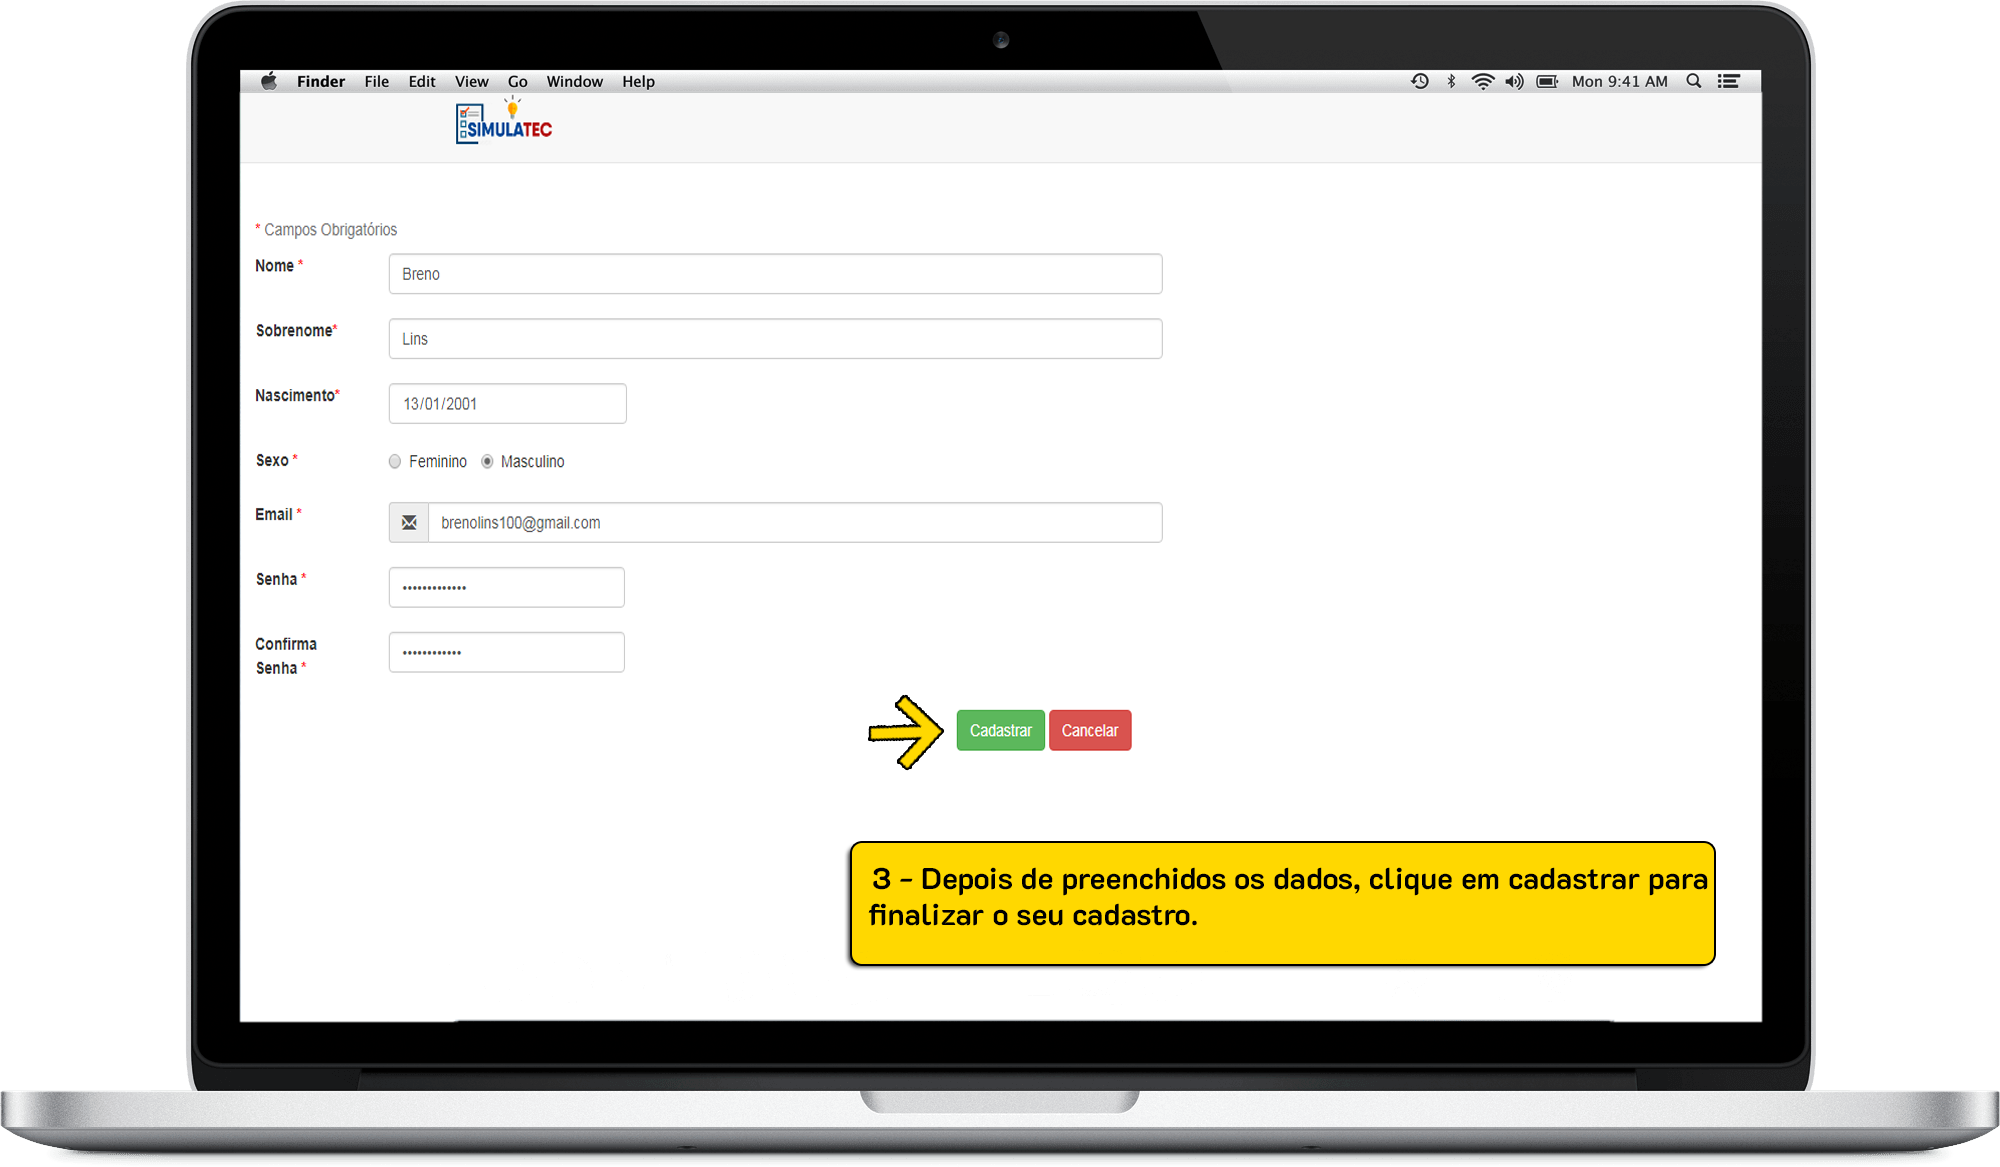 Finder File Edit View Go Window Help Mon 9:41 AM
SIMULATEC
* Campos Obrigatórios
Nome * Breno
Sobrenome* Lins
Nascimento* 13/01/2001
Sexo * Feminino Masculino
Email * brenolins100@gmail.com
Senha * •••••••••••••
Confirma
Senha * ••••••••••••
Cadastrar Cancelar
3 - Depois de preenchidos os dados, clique em cadastrar para
finalizar o seu cadastro.